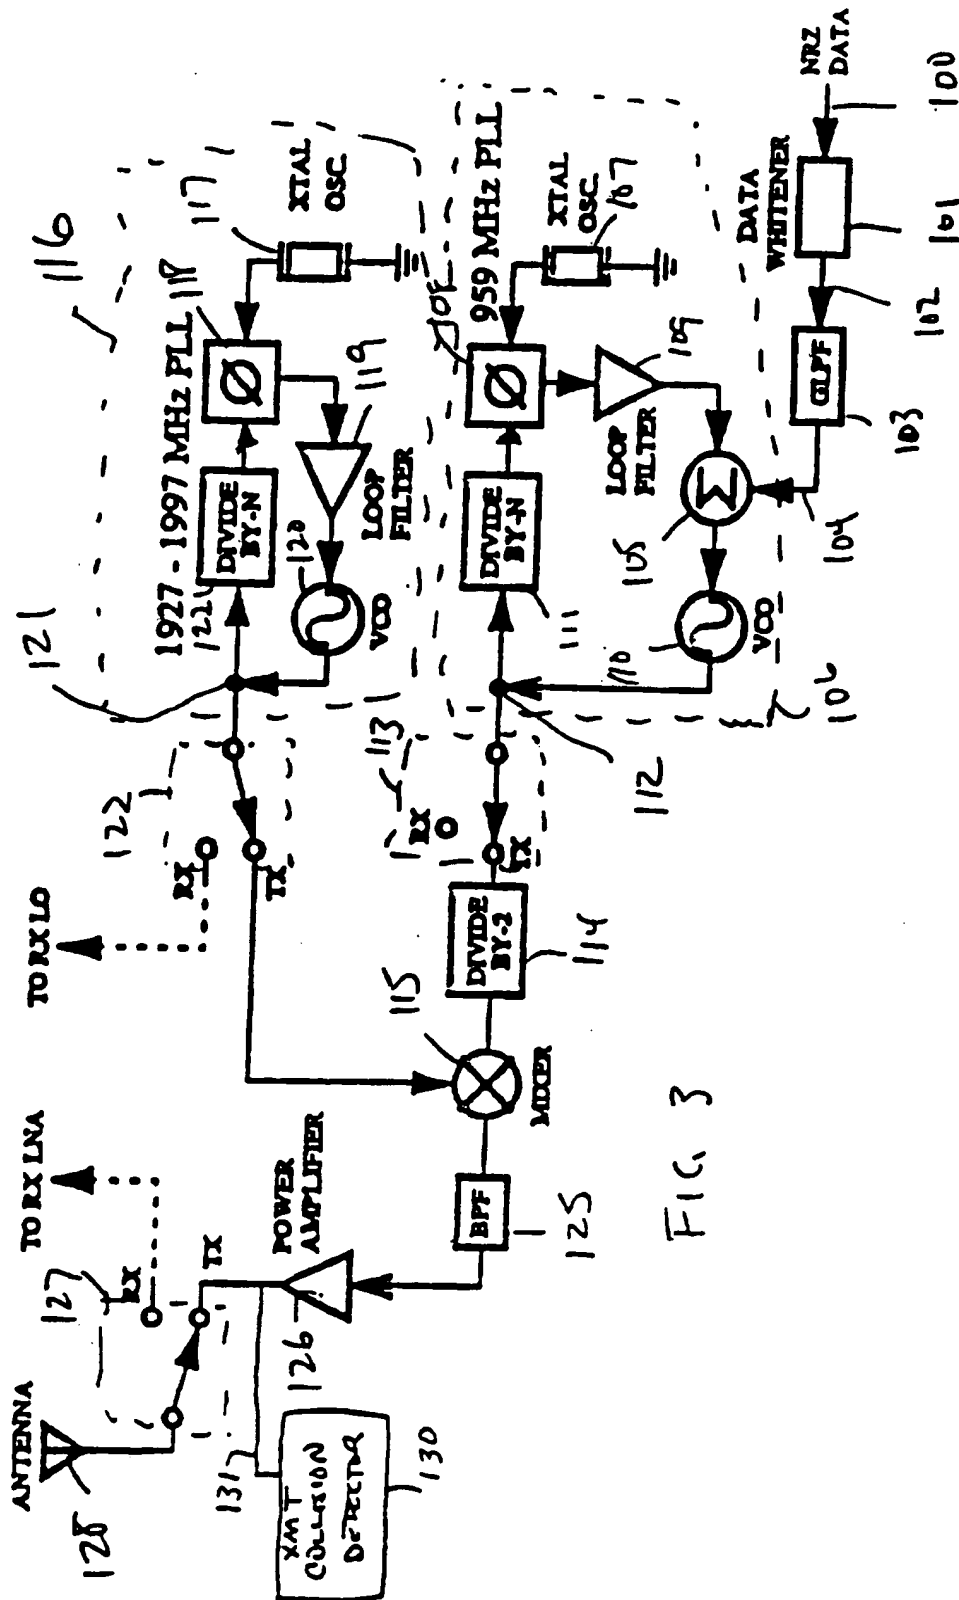 ANTENNA
128
127
RX
TO RX LNA
TX
131
XMT
COLLISION
DETECTOR
130
126
POWER
AMPLIFIER
BPF
125
115
MIXER
DIVIDE
BY-2
114
TO RX LO
122
RX
TX
113
RX
TX
121
116
1927 - 1997 MHz PLL
122
DIVIDE
BY-N
118
Ø
117
XTAL
OSC.
119
LOOP
FILTER
120
VCO
959 MHz PLL
112
DIVIDE
BY-N
111
108
Ø
XTAL
OSC.
107
109
LOOP
FILTER
Σ
105
110
VCO
106
104
GLPF
103
102
DATA
WHITENER
101
NRZ
DATA
100
FIG. 3